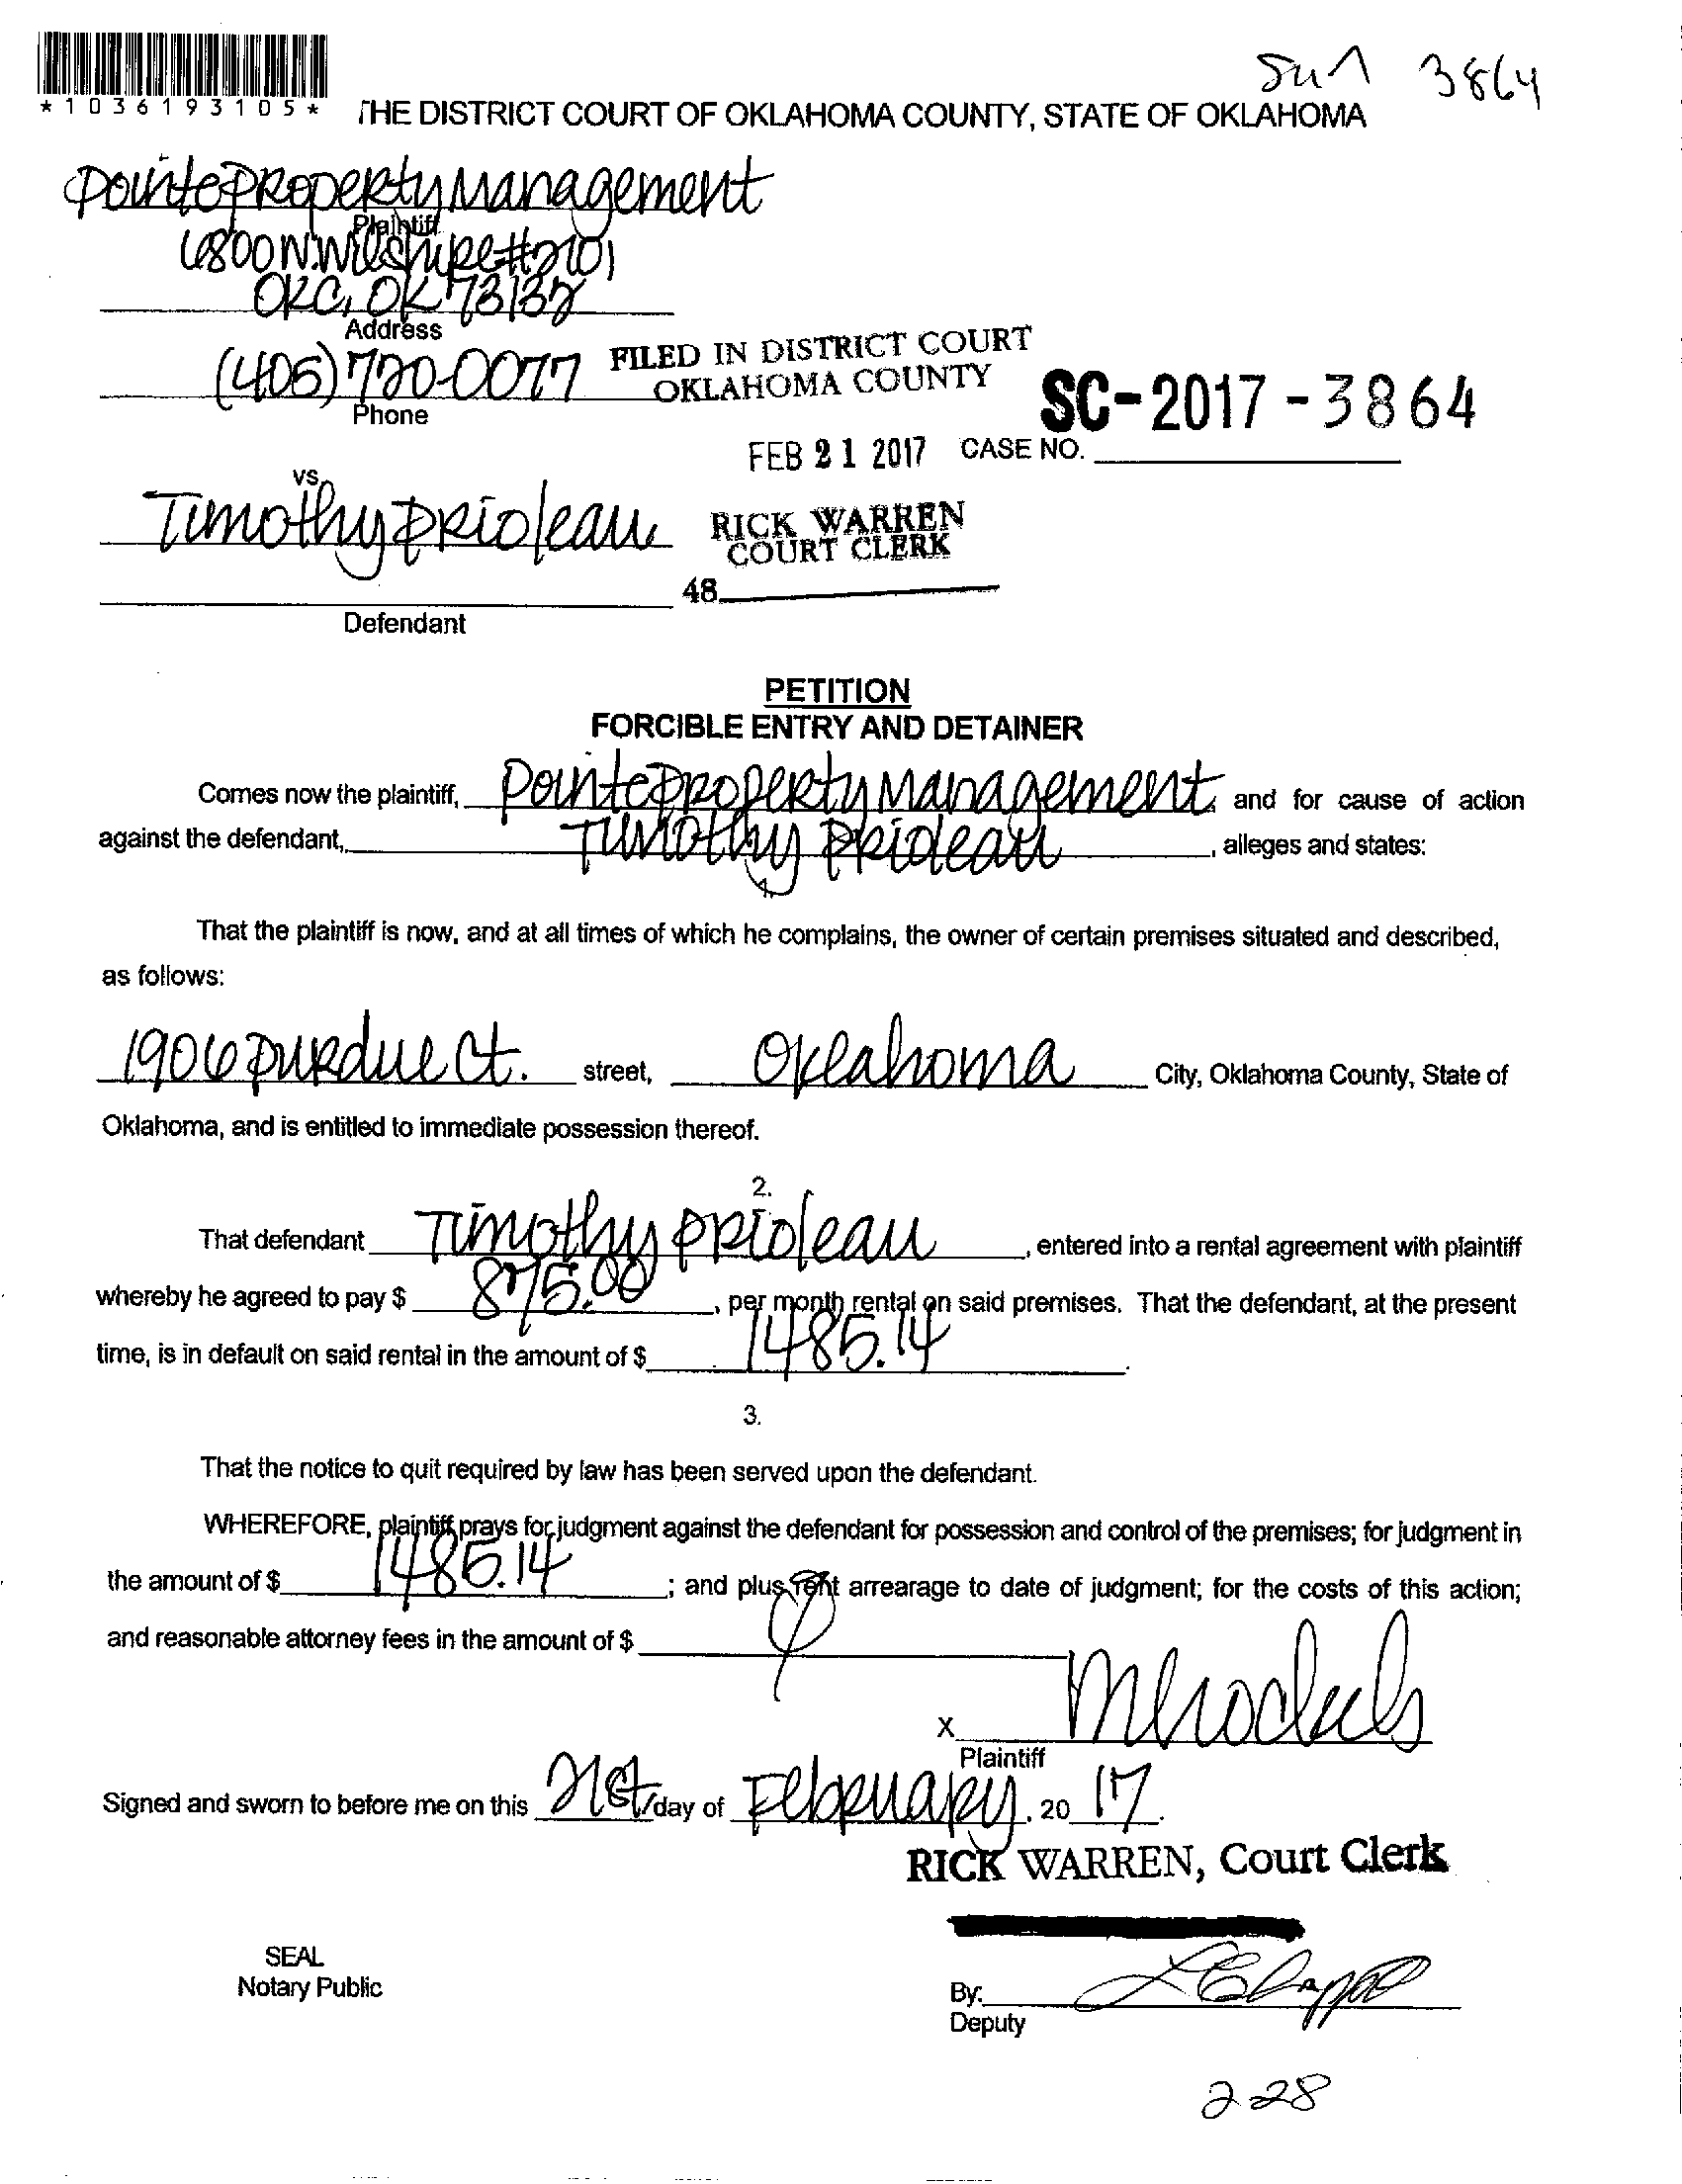 Sm 3864
*1036193105*
THE DISTRICT COURT OF OKLAHOMA COUNTY, STATE OF OKLAHOMA
Pointe Property Management
Plaintiff
6800 N. Wilshire #2101
OKC, OK 73132
Address
(405) 720-0077
Phone
FILED IN DISTRICT COURT
OKLAHOMA COUNTY
SC-2017-3864
FEB 21 2017 CASE NO.
vs.
Timothy Prioleau
RICK WARREN
COURT CLERK
48
Defendant
PETITION
FORCIBLE ENTRY AND DETAINER
Comes now the plaintiff, Pointe Property Management, and for cause of action
against the defendant, Timothy Prioleau, alleges and states:
1.
That the plaintiff is now, and at all times of which he complains, the owner of certain premises situated and described,
as follows:
1906 Purdue Ct. street, Oklahoma City, Oklahoma County, State of
Oklahoma, and is entitled to immediate possession thereof.
2.
That defendant Timothy Prioleau, entered into a rental agreement with plaintiff
whereby he agreed to pay $ 875.00, per month rental on said premises. That the defendant, at the present
time, is in default on said rental in the amount of $ 1485.14.
3.
That the notice to quit required by law has been served upon the defendant.
WHEREFORE, plaintiff prays for judgment against the defendant for possession and control of the premises; for judgment in
the amount of $ 1485.14; and plus rent arrearage to date of judgment; for the costs of this action;
and reasonable attorney fees in the amount of $
X
Plaintiff
Signed and sworn to before me on this 21st day of February, 20 17.
RICK WARREN, Court Clerk
SEAL
Notary Public
By:
Deputy
2-28